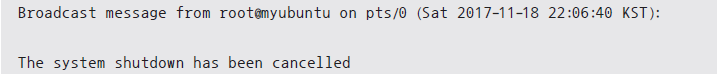 Broadcast message from root@myubuntu on pts/0 (Sat 2017-11-18 22:06:40 KST):
The system shutdown has been cancelled